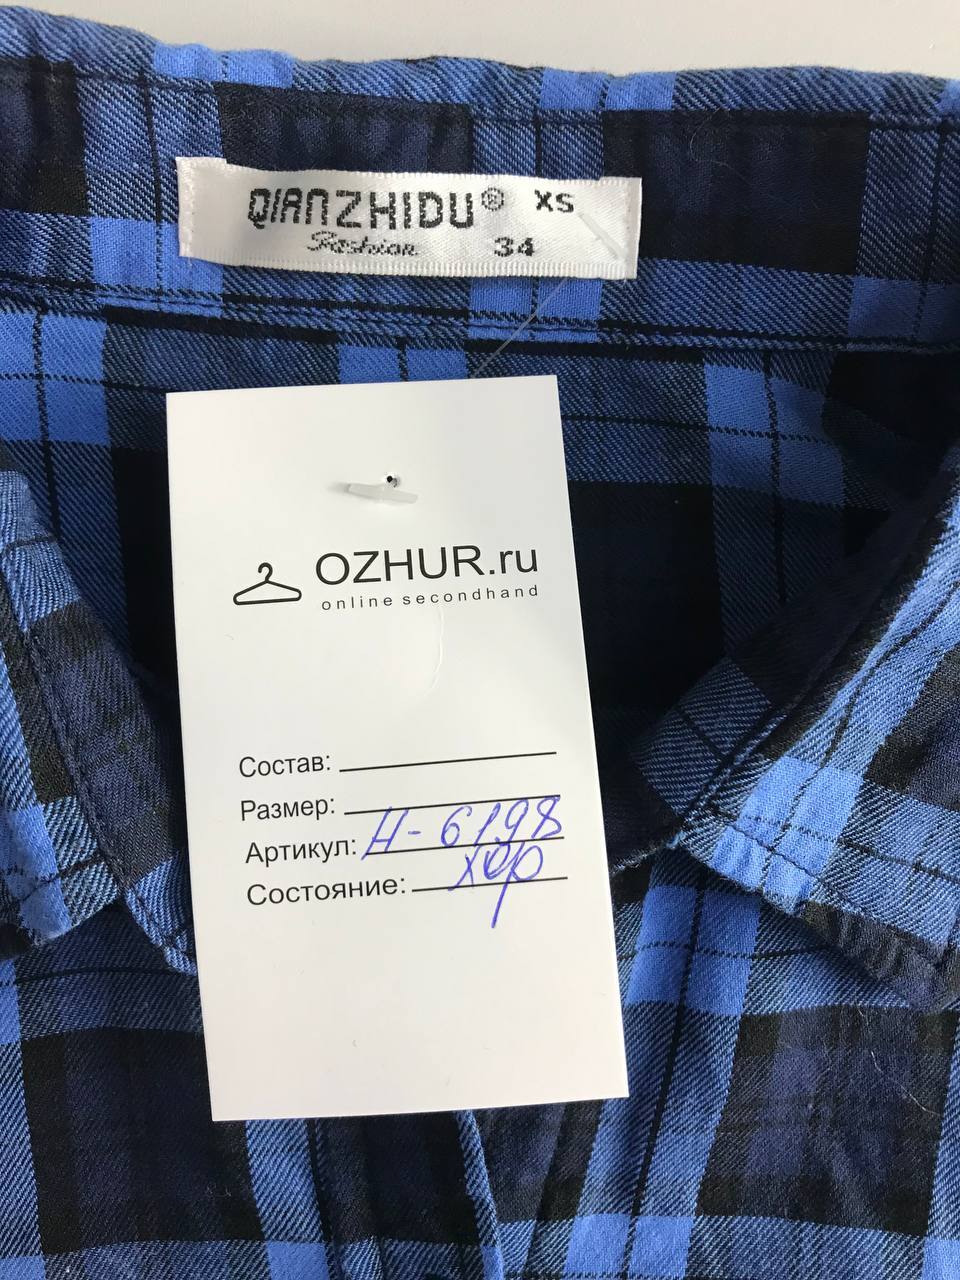 QIANZHIDU® XS
Fashion 34
OZHUR.ru
online secondhand
Состав:
Размер:
Артикул: Н-6198
Состояние: хор